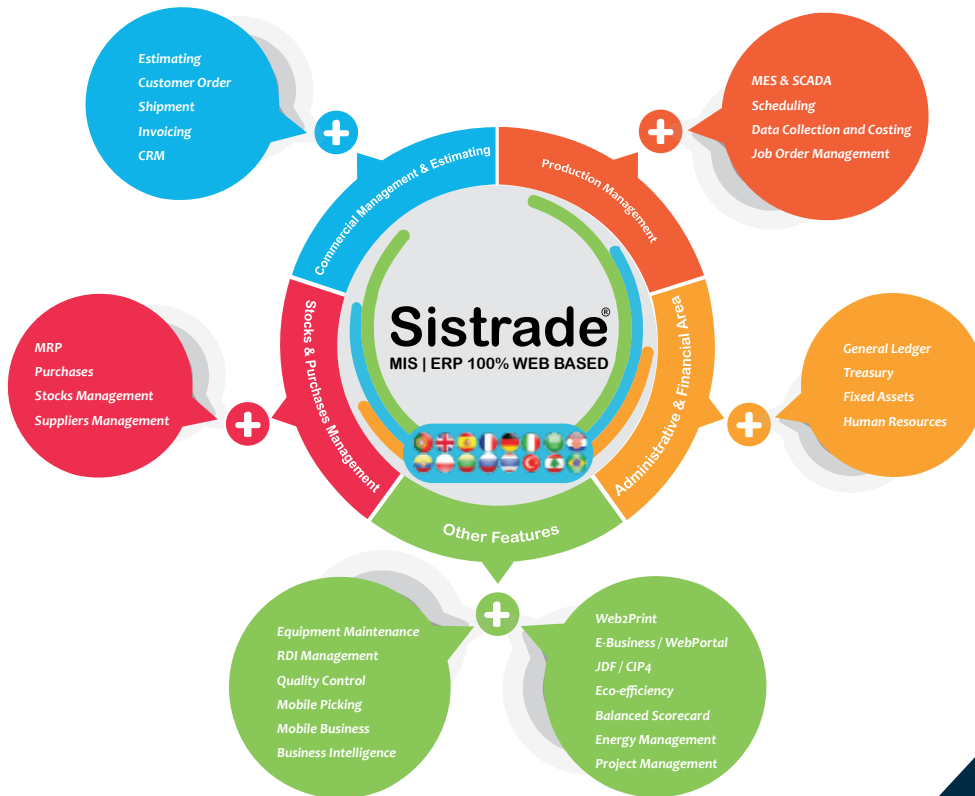 Estimating
Customer Order
Shipment
Invoicing
CRM
MES & SCADA
Scheduling
Data Collection and Costing
Job Order Management
Commercial Management & Estimating
Production Management
Sistrade®
MIS | ERP 100% WEB BASED
Stocks & Purchases Management
Administrative & Financial Area
MRP
Purchases
Stocks Management
Suppliers Management
General Ledger
Treasury
Fixed Assets
Human Resources
Other Features
Equipment Maintenance
RDI Management
Quality Control
Mobile Picking
Mobile Business
Business Intelligence
Web2Print
E-Business / WebPortal
JDF / CIP4
Eco-efficiency
Balanced Scorecard
Energy Management
Project Management